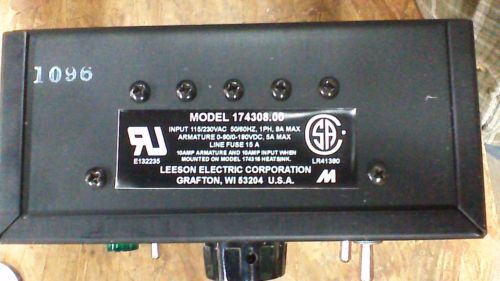 1096
MODEL 174308.00
INPUT 115/230VAC 50/60HZ, 1PH, 8A MAX
ARMATURE 0-90/0-180VDC, 5A MAX
LINE FUSE 15 A
10AMP ARMATURE AND 10AMP INPUT WHEN
MOUNTED ON MODEL 174316 HEATSINK.
LEESON ELECTRIC CORPORATION
GRAFTON, WI 53204 U.S.A.
E132235
SA
LR41380